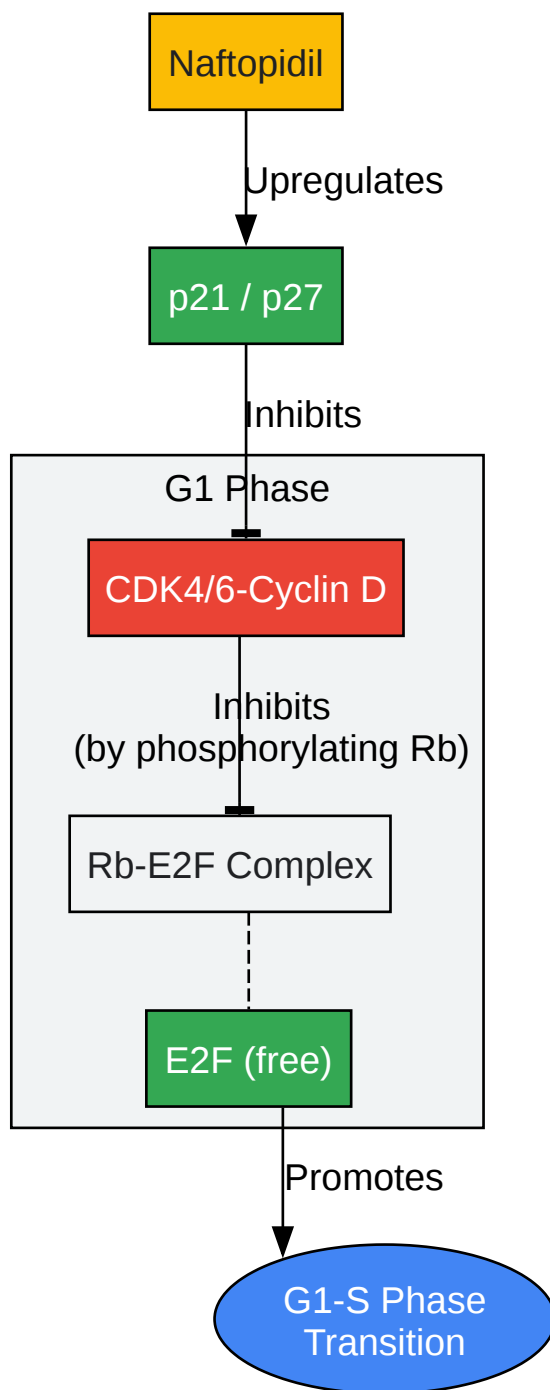 Naftopidil
Upregulates
p21 / p27
Inhibits
G1 Phase
CDK4/6-Cyclin D
Inhibits
(by phosphorylating Rb)
Rb-E2F Complex
E2F (free)
Promotes
G1-S Phase
Transition